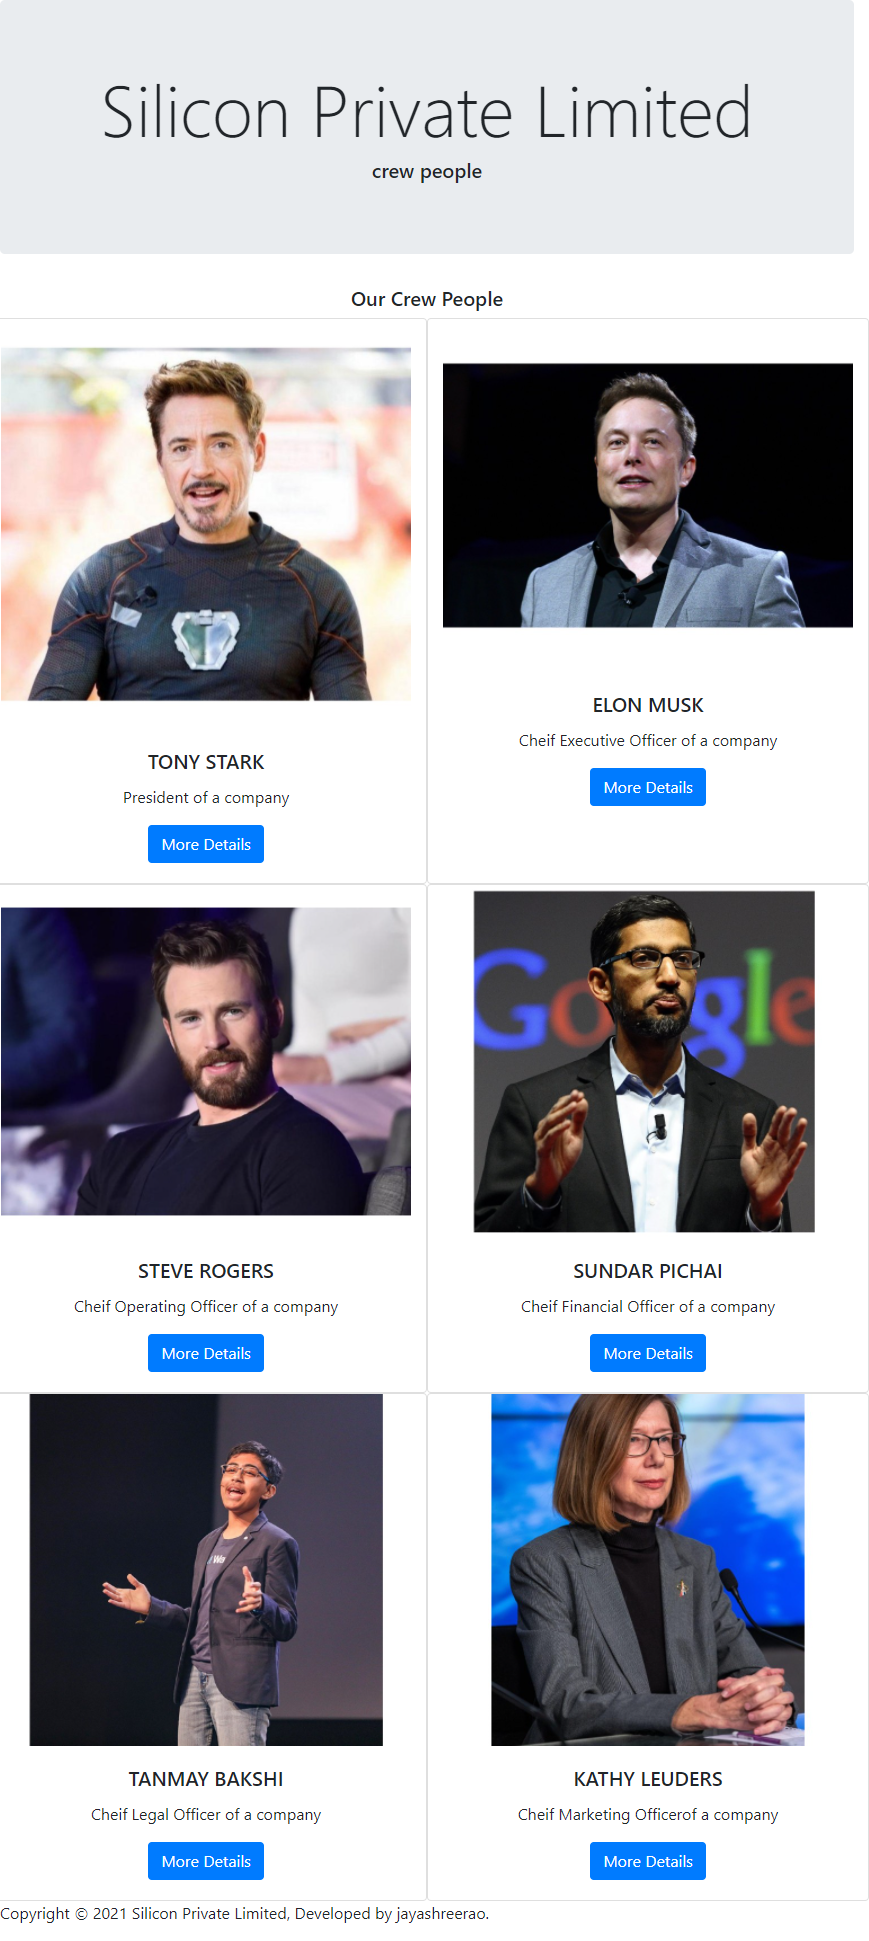 Silicon Private Limited
crew people
Our Crew People
TONY STARK
President of a company
More Details
ELON MUSK
Cheif Executive Officer of a company
More Details
Google
STEVE ROGERS
Cheif Operating Officer of a company
More Details
SUNDAR PICHAI
Cheif Financial Officer of a company
More Details
Wa
TANMAY BAKSHI
Cheif Legal Officer of a company
More Details
KATHY LEUDERS
Cheif Marketing Officerof a company
More Details
Copyright © 2021 Silicon Private Limited, Developed by jayashreerao.